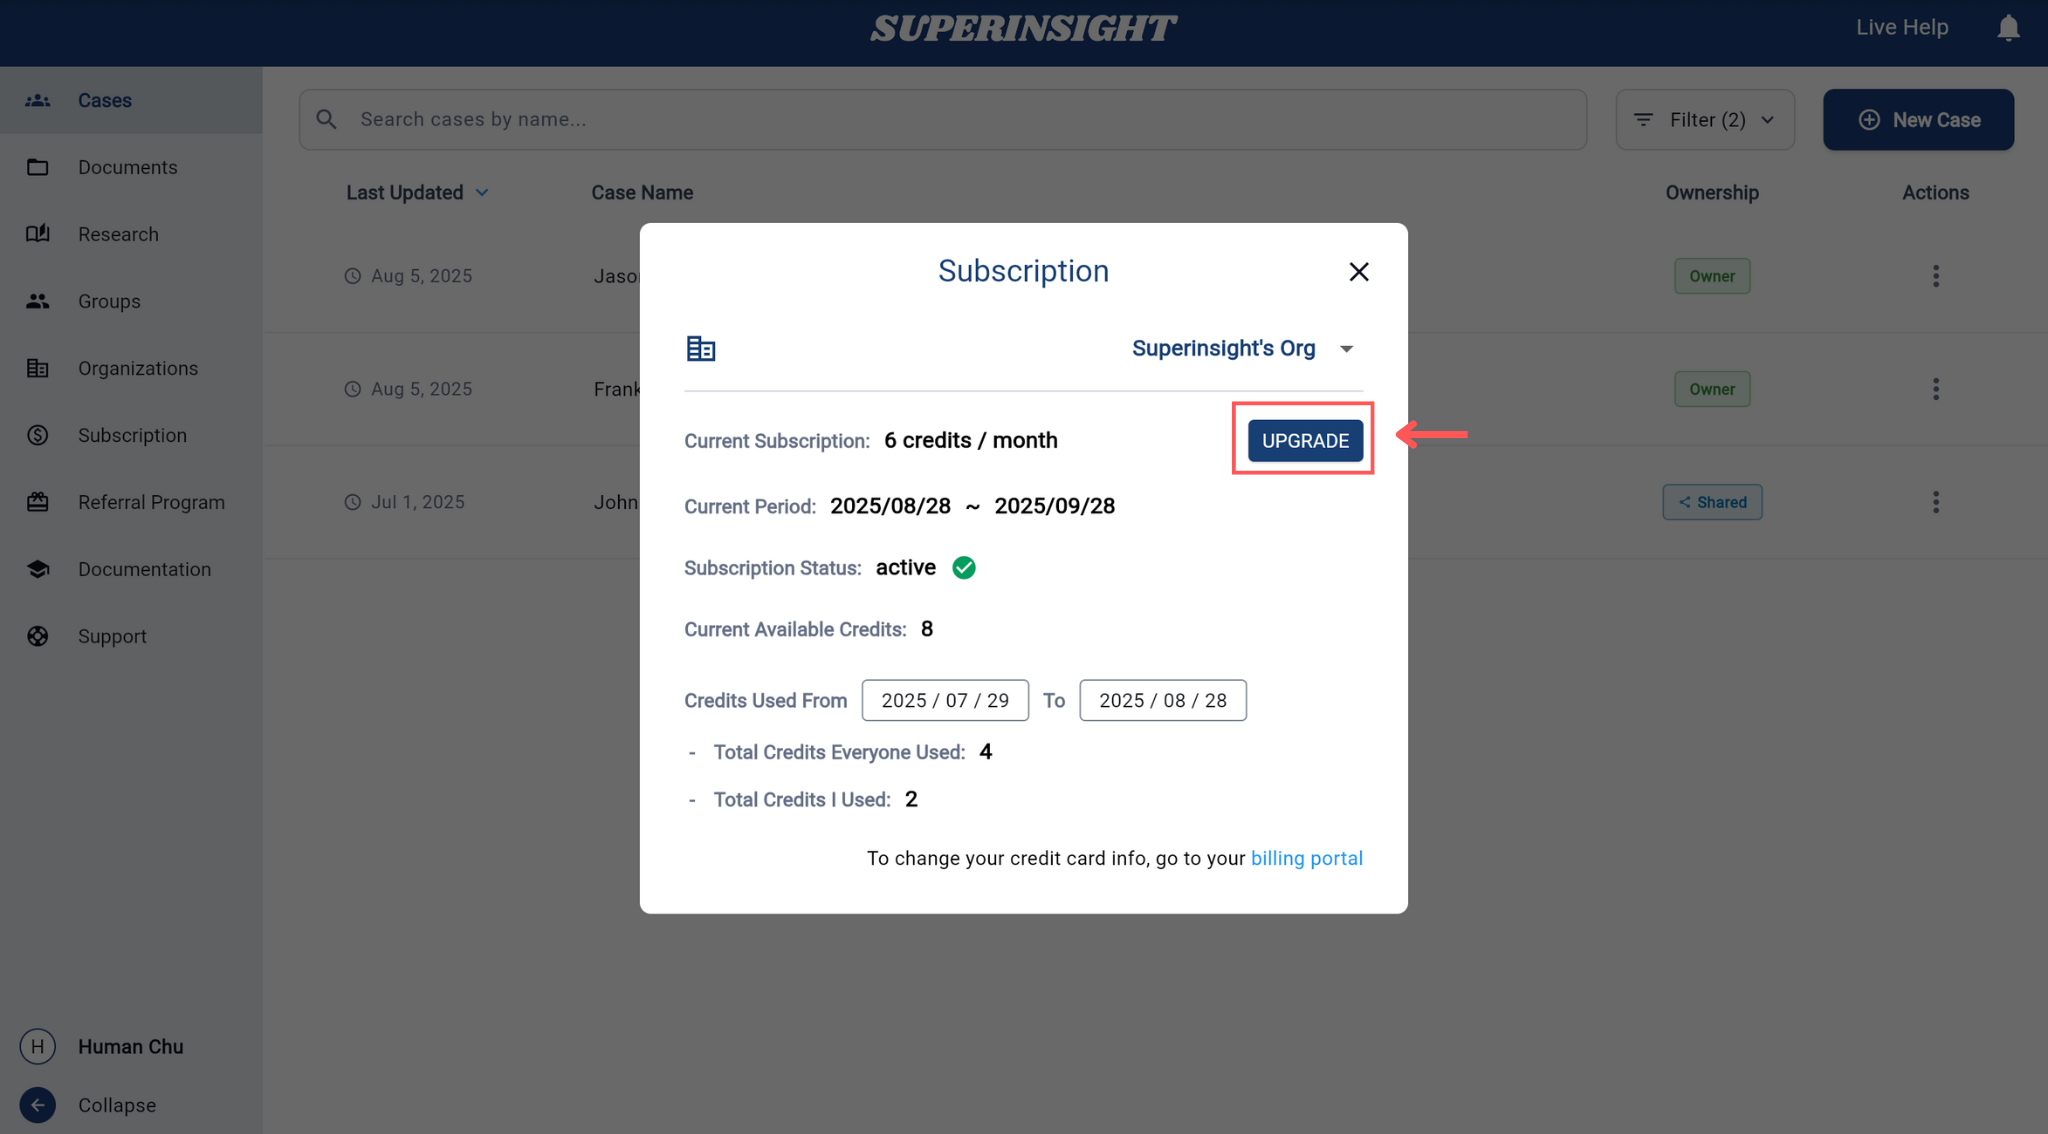 SUPERINSIGHT
Live Help
Cases
Documents
Research
Groups
Organizations
Subscription
Referral Program
Documentation
Support
H Human Chu
Collapse
Search cases by name...
Filter (2)
New Case
Last Updated Case Name Ownership Actions
Aug 5, 2025 Jaso Owner
Aug 5, 2025 Frank Owner
Jul 1, 2025 John Shared
Subscription
Superinsight's Org
Current Subscription: 6 credits / month UPGRADE
Current Period: 2025/08/28 ~ 2025/09/28
Subscription Status: active
Current Available Credits: 8
Credits Used From 2025 / 07 / 29 To 2025 / 08 / 28
- Total Credits Everyone Used: 4
- Total Credits I Used: 2
To change your credit card info, go to your billing portal